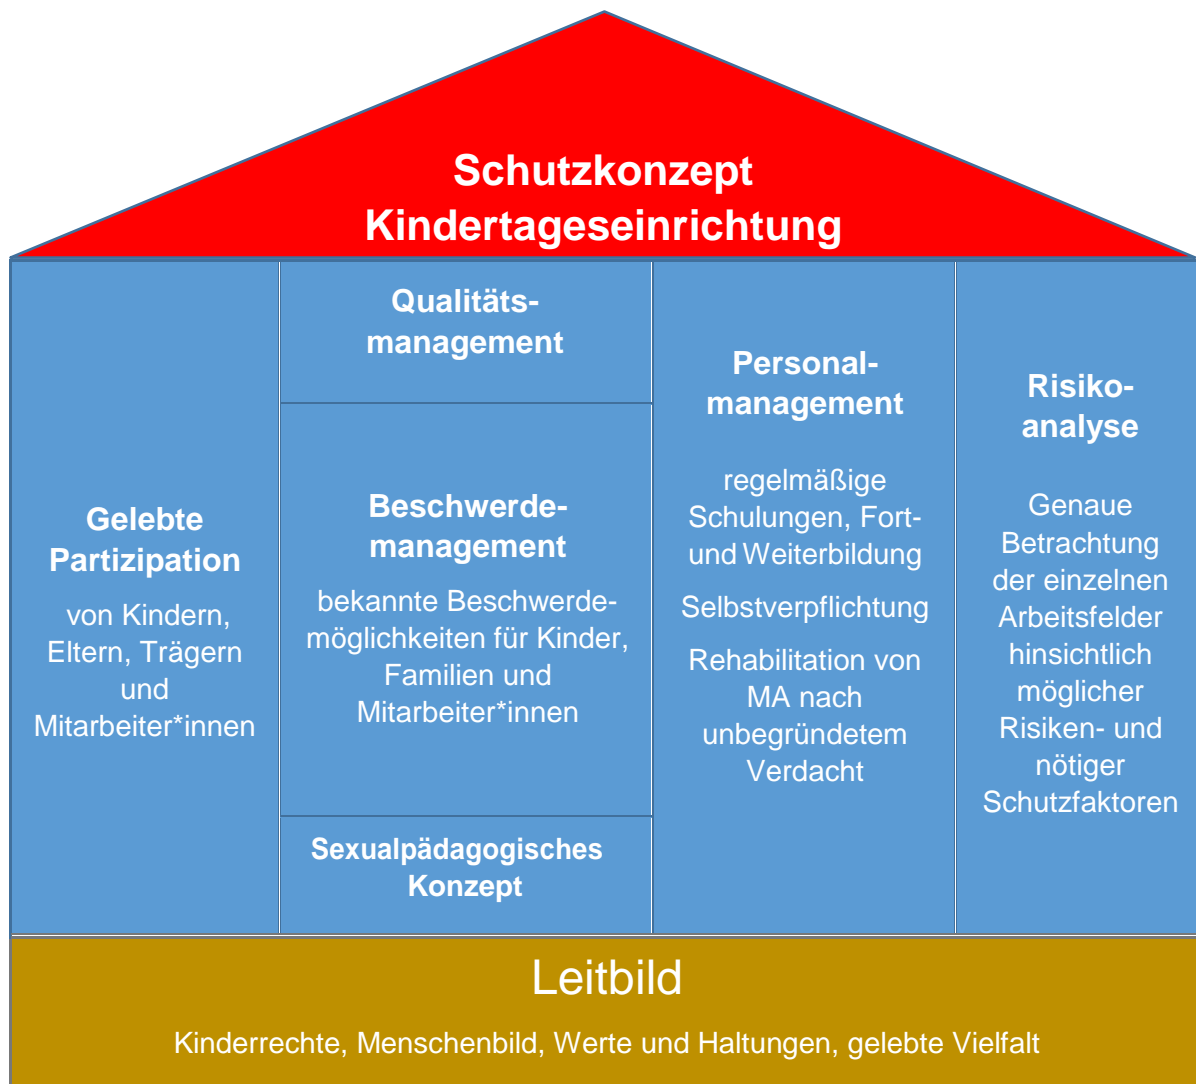 Schutzkonzept
Kindertageseinrichtung
Gelebte
Partizipation
von Kindern,
Eltern, Trägern
und
Mitarbeiter*innen
Qualitäts-
management
Beschwerde-
management
bekannte Beschwerde-
möglichkeiten für Kinder,
Familien und
Mitarbeiter*innen
Sexualpädagogisches
Konzept
Personal-
management
regelmäßige
Schulungen, Fort-
und Weiterbildung
Selbstverpflichtung
Rehabilitation von
MA nach
unbegründetem
Verdacht
Risiko-
analyse
Genaue
Betrachtung
der einzelnen
Arbeitsfelder
hinsichtlich
möglicher
Risiken- und
nötiger
Schutzfaktoren
Leitbild
Kinderrechte, Menschenbild, Werte und Haltungen, gelebte Vielfalt